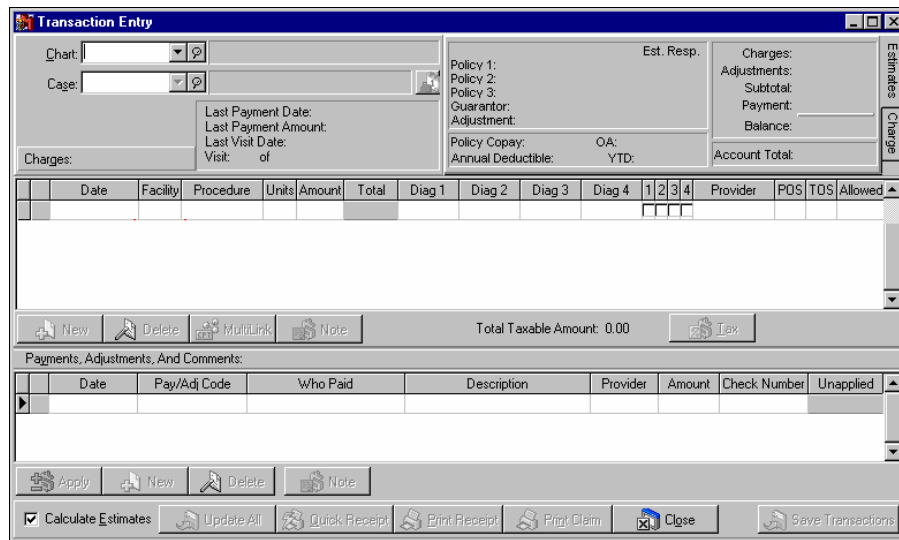 Transaction Entry
Chart:
Case:
Last Payment Date:
Last Payment Amount:
Last Visit Date:
Visit: of
Charges:
Est. Resp.
Policy 1:
Policy 2:
Policy 3:
Guarantor:
Adjustment:
Policy Copay: OA:
Annual Deductible: YTD:
Charges:
Adjustments:
Subtotal:
Payment:
Balance:
Account Total:
Estimates
Charge
Date Facility Procedure Units Amount Total Diag 1 Diag 2 Diag 3 Diag 4 1 2 3 4 Provider POS TOS Allowed
New Delete MultiLink Note Total Taxable Amount: 0.00 Tax
Payments, Adjustments, And Comments:
Date Pay/Adj Code Who Paid Description Provider Amount Check Number Unapplied
Apply New Delete Note
Calculate Estimates Update All Quick Receipt Print Receipt Print Claim Close Save Transactions